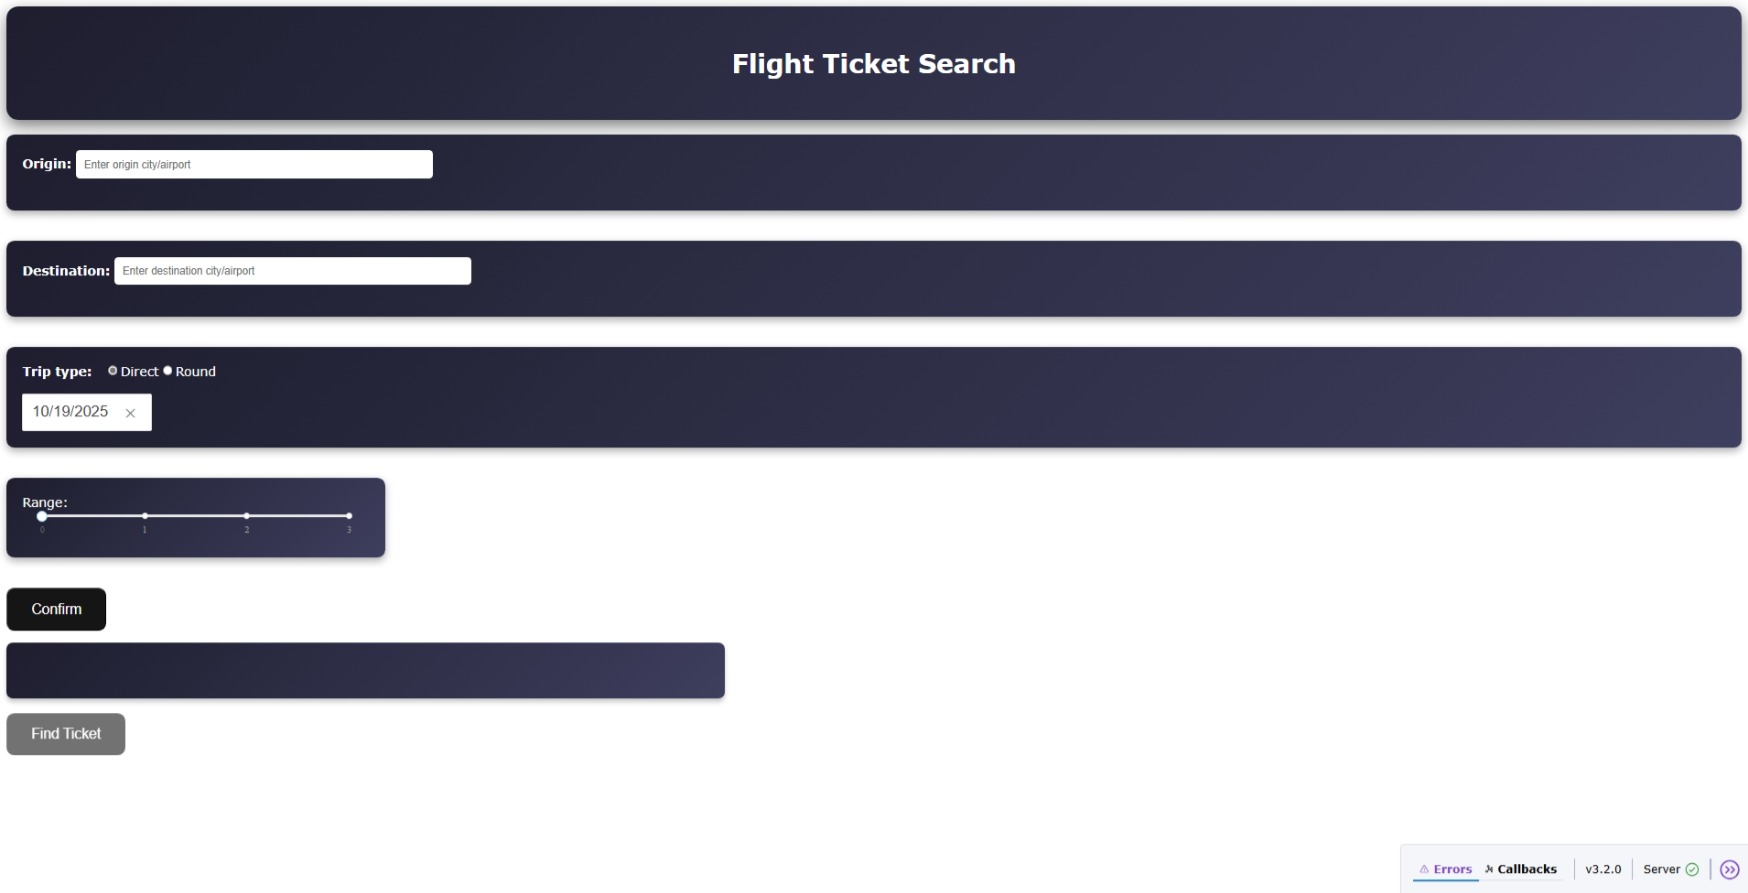 Flight Ticket Search
Origin: Enter origin city/airport
Destination: Enter destination city/airport
Trip type: Direct Round
10/19/2025 ×
Range:
0 1 2 3
Confirm
Find Ticket
Errors Callbacks v3.2.0 Server